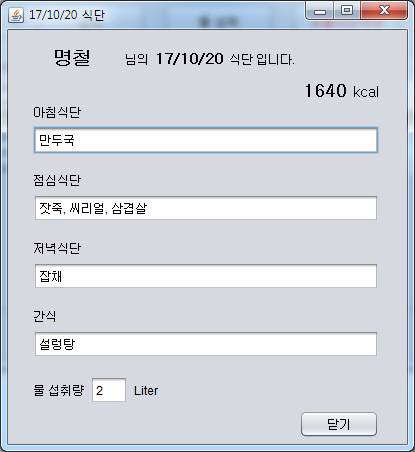 17/10/20 식단
명철 님의 17/10/20 식단 입니다.
1640 kcal
아침식단
만두국
점심식단
잣죽, 씨리얼, 삼겹살
저녁식단
잡채
간식
설렁탕
물 섭취량 2 Liter
닫기